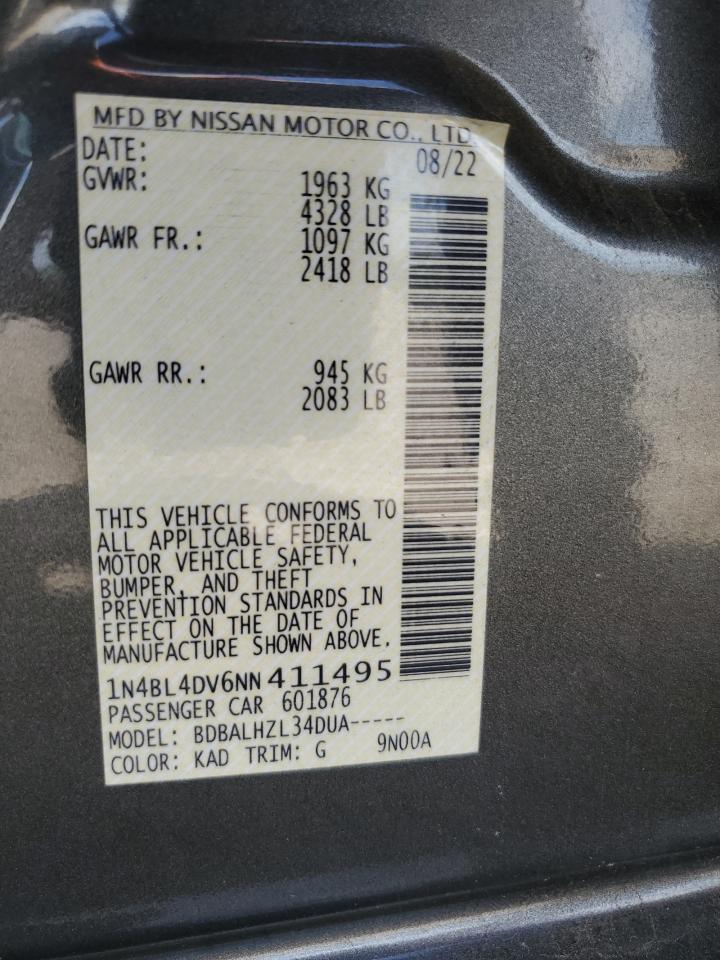 MFD BY NISSAN MOTOR CO., LTD.
DATE: 08/22
GVWR: 1963 KG
4328 LB
GAWR FR.: 1097 KG
2418 LB
GAWR RR.: 945 KG
2083 LB
THIS VEHICLE CONFORMS TO
ALL APPLICABLE FEDERAL
MOTOR VEHICLE SAFETY,
BUMPER, AND THEFT
PREVENTION STANDARDS IN
EFFECT ON THE DATE OF
MANUFACTURE SHOWN ABOVE.
1N4BL4DV6NN411495
PASSENGER CAR 601876
MODEL: BDBALHZL34DUA-----
COLOR: KAD TRIM: G 9N00A